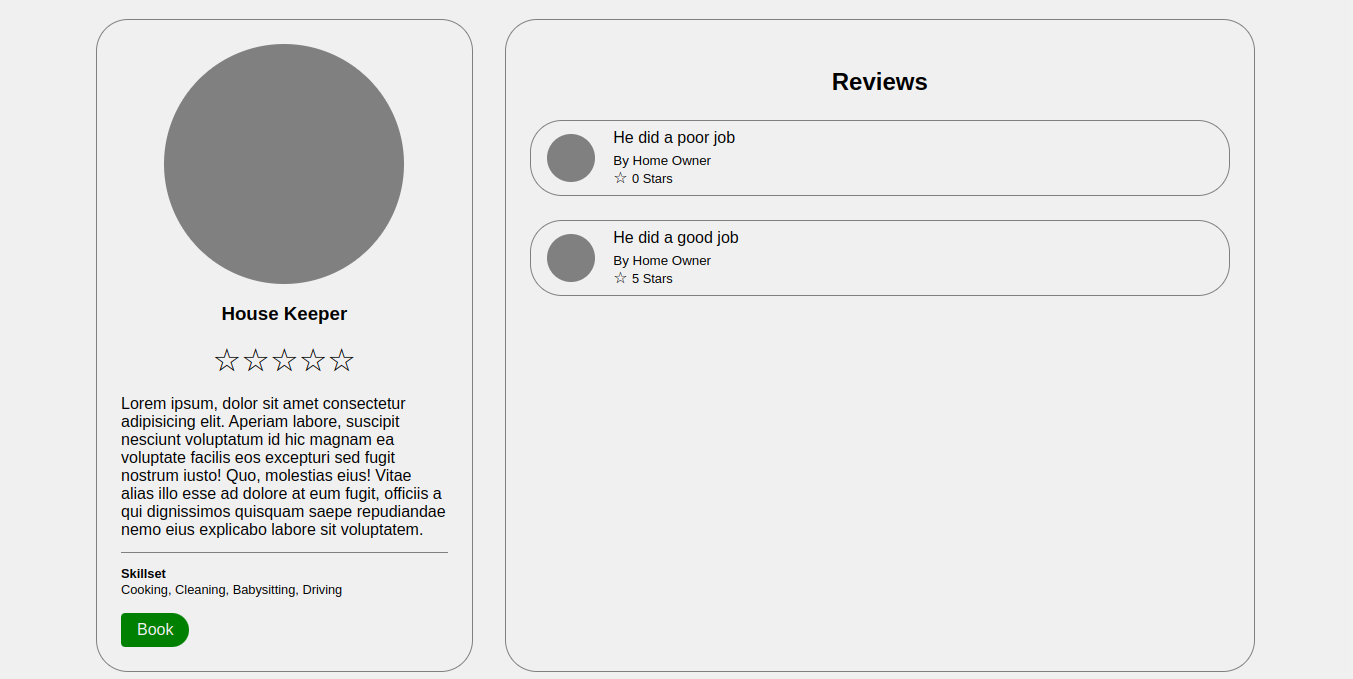 House Keeper
☆☆☆☆☆
Lorem ipsum, dolor sit amet consectetur
adipisicing elit. Aperiam labore, suscipit
nesciunt voluptatum id hic magnam ea
voluptate facilis eos excepturi sed fugit
nostrum iusto! Quo, molestias eius! Vitae
alias illo esse ad dolore at eum fugit, officiis a
qui dignissimos quisquam saepe repudiandae
nemo eius explicabo labore sit voluptatem.
Skillset
Cooking, Cleaning, Babysitting, Driving
Book
Reviews
He did a poor job
By Home Owner
☆ 0 Stars
He did a good job
By Home Owner
☆ 5 Stars